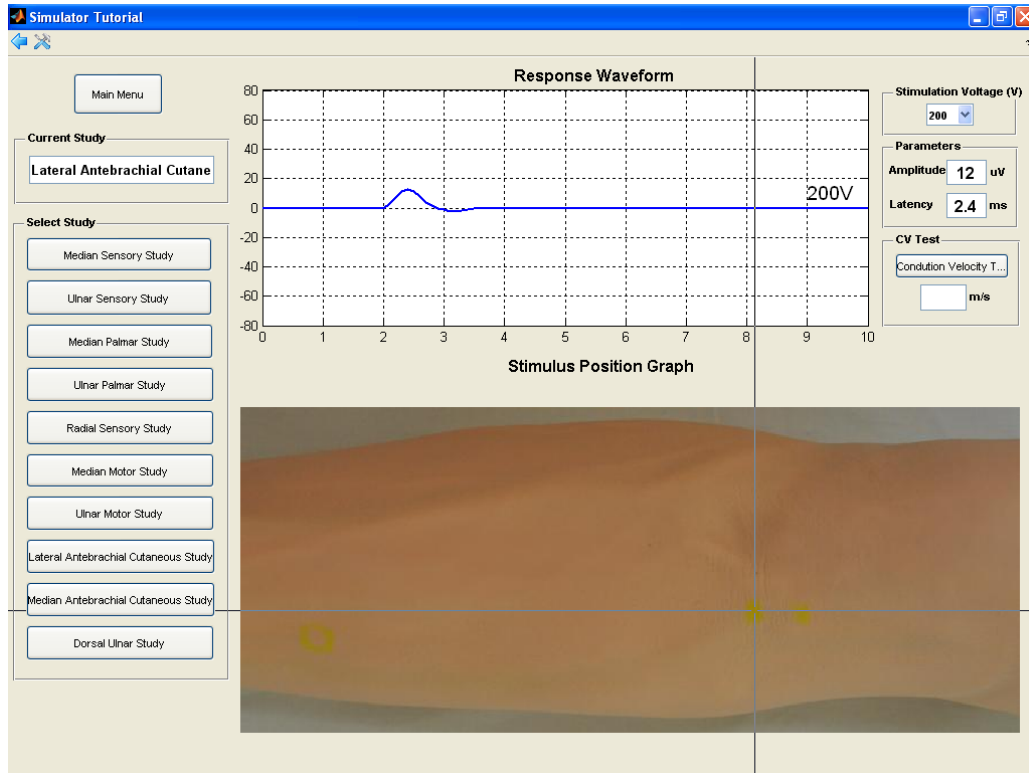 Simulator Tutorial
Main Menu
Current Study
Lateral Antebrachial Cutane
Select Study
Median Sensory Study
Ulnar Sensory Study
Median Palmar Study
Ulnar Palmar Study
Radial Sensory Study
Median Motor Study
Ulnar Motor Study
Lateral Antebrachial Cutaneous Study
Median Antebrachial Cutaneous Study
Dorsal Ulnar Study
Response Waveform
80
60
40
20
0
-20
-40
-60
-80
0 1 2 3 4 5 6 7 8 9 10
200V
Stimulus Position Graph
Stimulation Voltage (V)
200
Parameters
Amplitude 12 uV
Latency 2.4 ms
CV Test
Condution Velocity T...
m/s